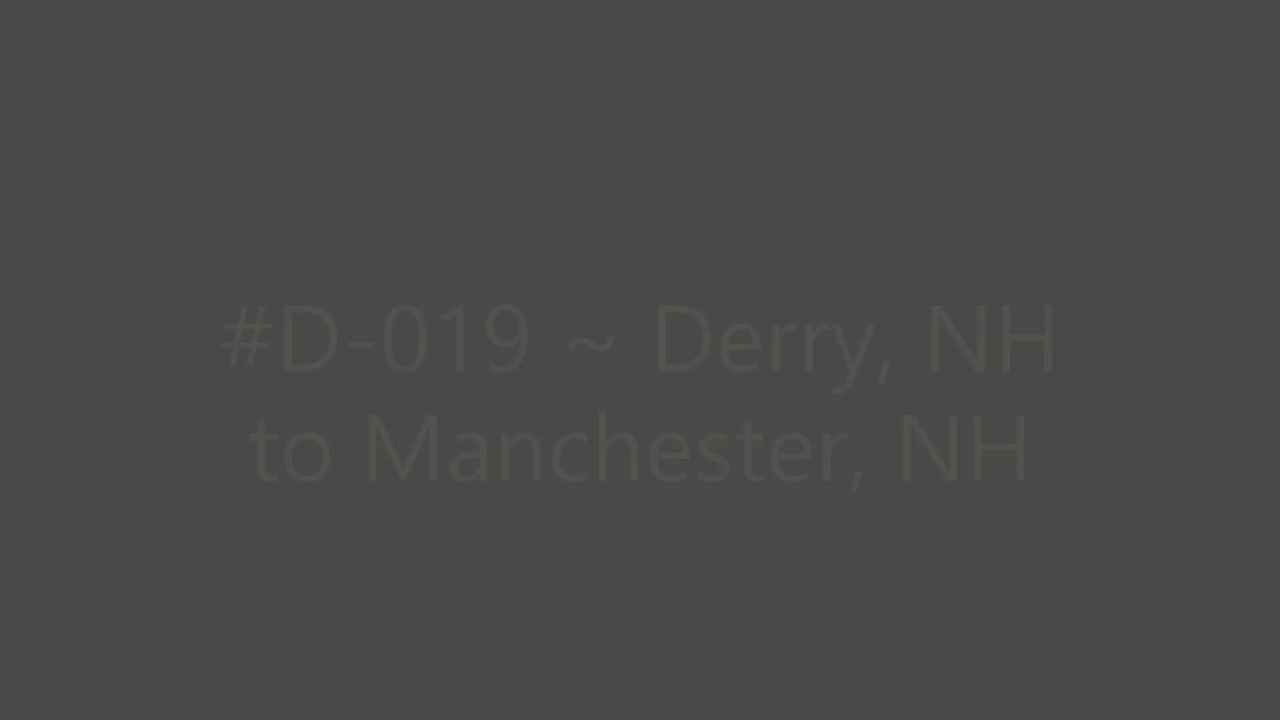 #D-019 ~ Derry, NH
to Manchester, NH